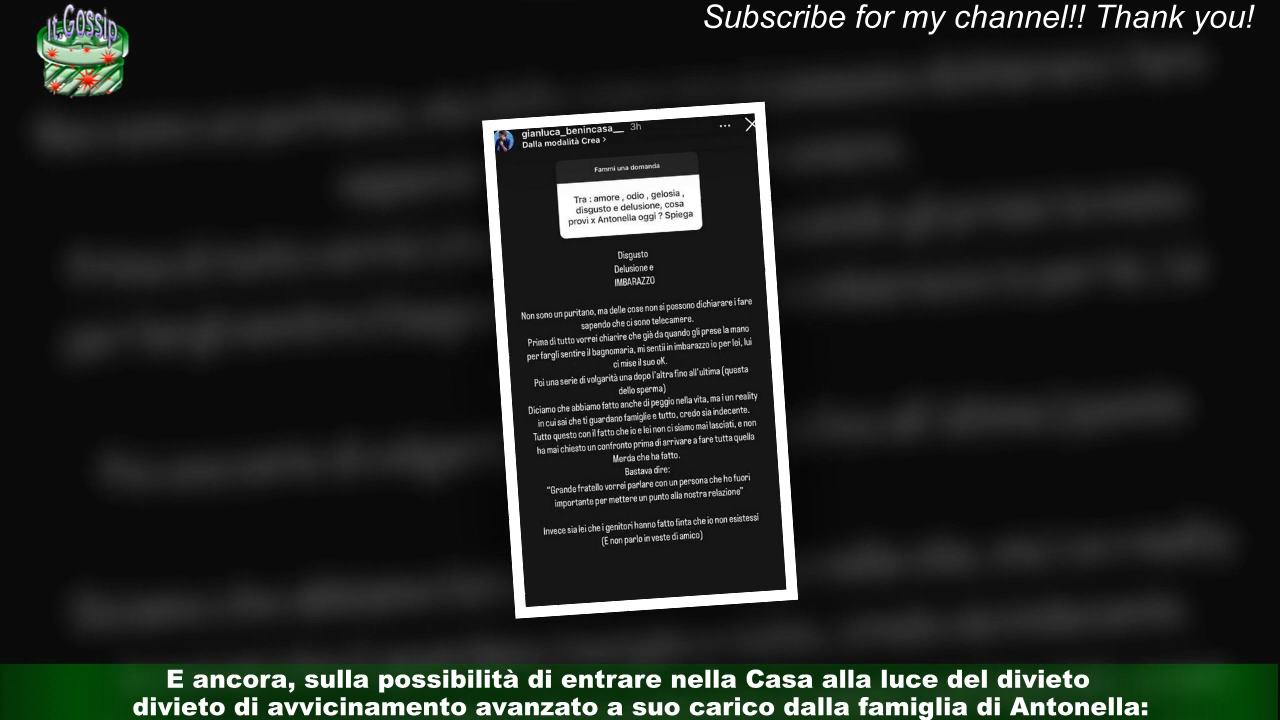 It.Gossip
Subscribe for my channel!! Thank you!
gianluca_benincasa__ 3h
Dalla modalità Crea >
Fammi una domanda
Tra : amore , odio , gelosia ,
disgusto e delusione, cosa
provi x Antonella oggi ? Spiega
Disgusto
Delusione e
IMBARAZZO
Non sono un puritano, ma delle cose non si possono dichiarare i fare
sapendo che ci sono telecamere.
Prima di tutto vorrei chiarire che già da quando gli prese la mano
per fargli sentire il bagnomaria, mi sentii in imbarazzo io per lei, lui
ci mise il suo oK.
Poi una serie di volgarità una dopo l'altra fino all'ultima (questa
dello sperma)
Diciamo che abbiamo fatto anche di peggio nella vita, ma i un reality
in cui sai che ti guardano famiglie e tutto, credo sia indecente.
Tutto questo con il fatto che io e lei non ci siamo mai lasciati, e non
ha mai chiesto un confronto prima di arrivare a fare tutta quella
Merda che ha fatto.
Bastava dire:
"Grande fratello vorrei parlare con un persona che ho fuori
importante per mettere un punto alla nostra relazione"
Invece sia lei che i genitori hanno fatto finta che io non esistessi
(E non parlo in veste di amico)
E ancora, sulla possibilità di entrare nella Casa alla luce del divieto
divieto di avvicinamento avanzato a suo carico dalla famiglia di Antonella: